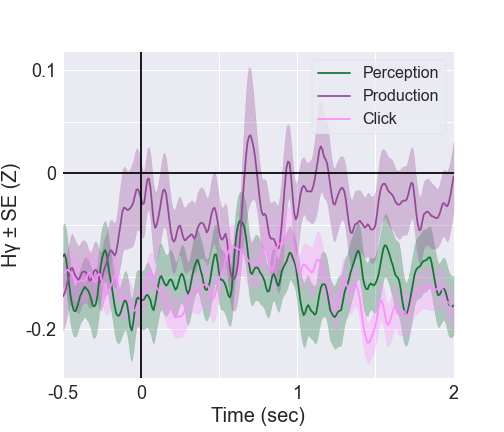 Hγ ± SE (Z)
0.1
0
-0.2
Perception
Production
Click
-0.5
0
1
2
Time (sec)